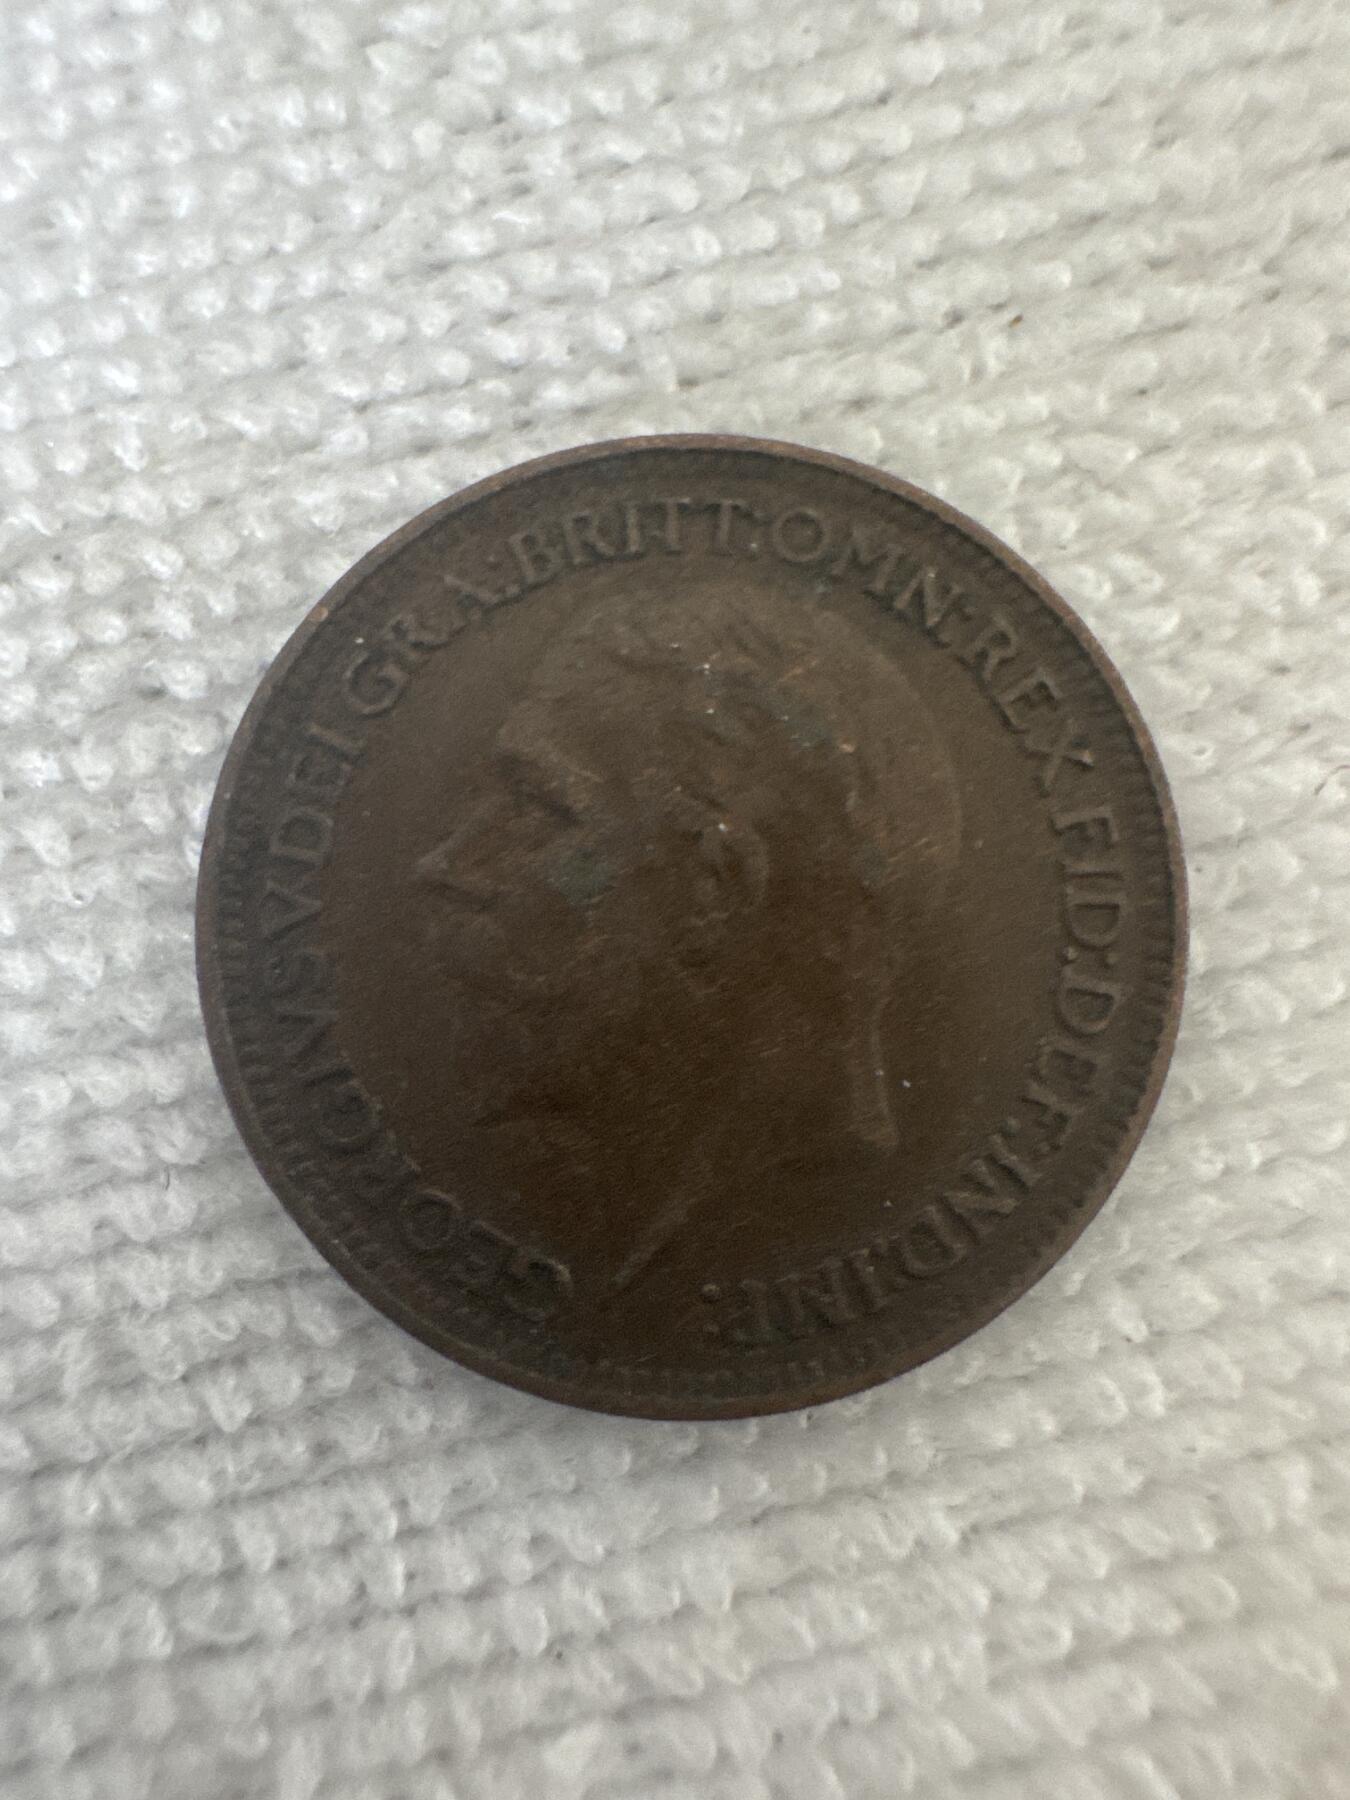 GEORGIVS V DEI GRA: BRITT: OMN: REX FID: DEF: IND: IMP: